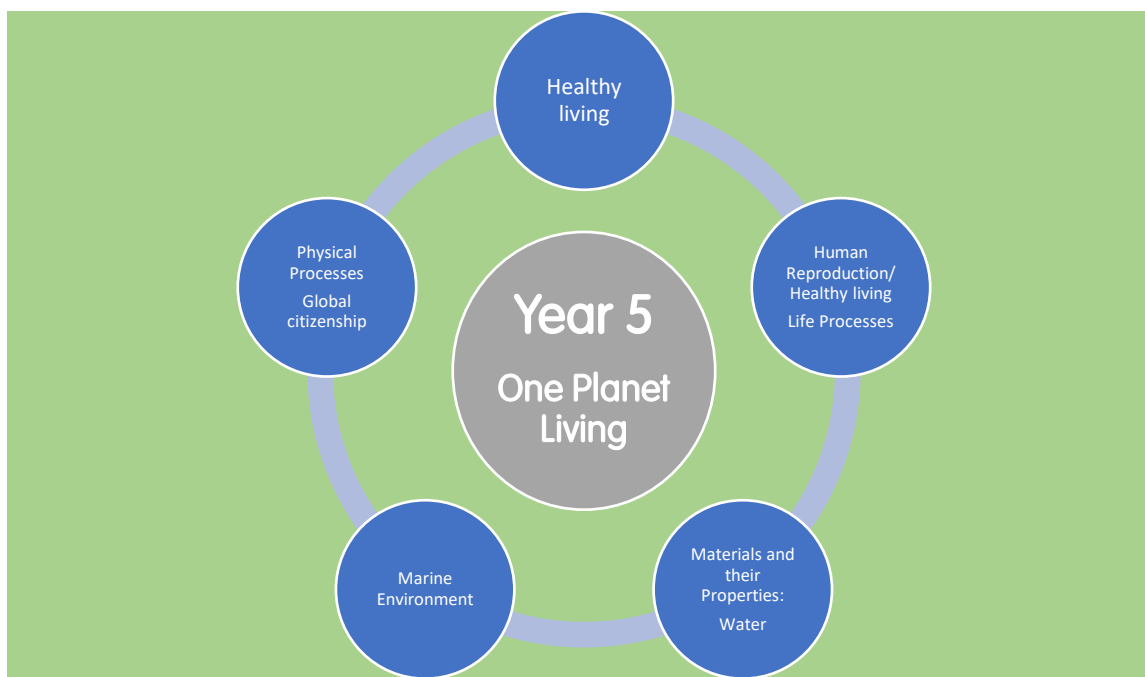 Healthy
living
Physical
Processes
Global
citizenship
Human
Reproduction/
Healthy living
Life Processes
Year 5
One Planet
Living
Marine
Environment
Materials and
their
Properties:
Water